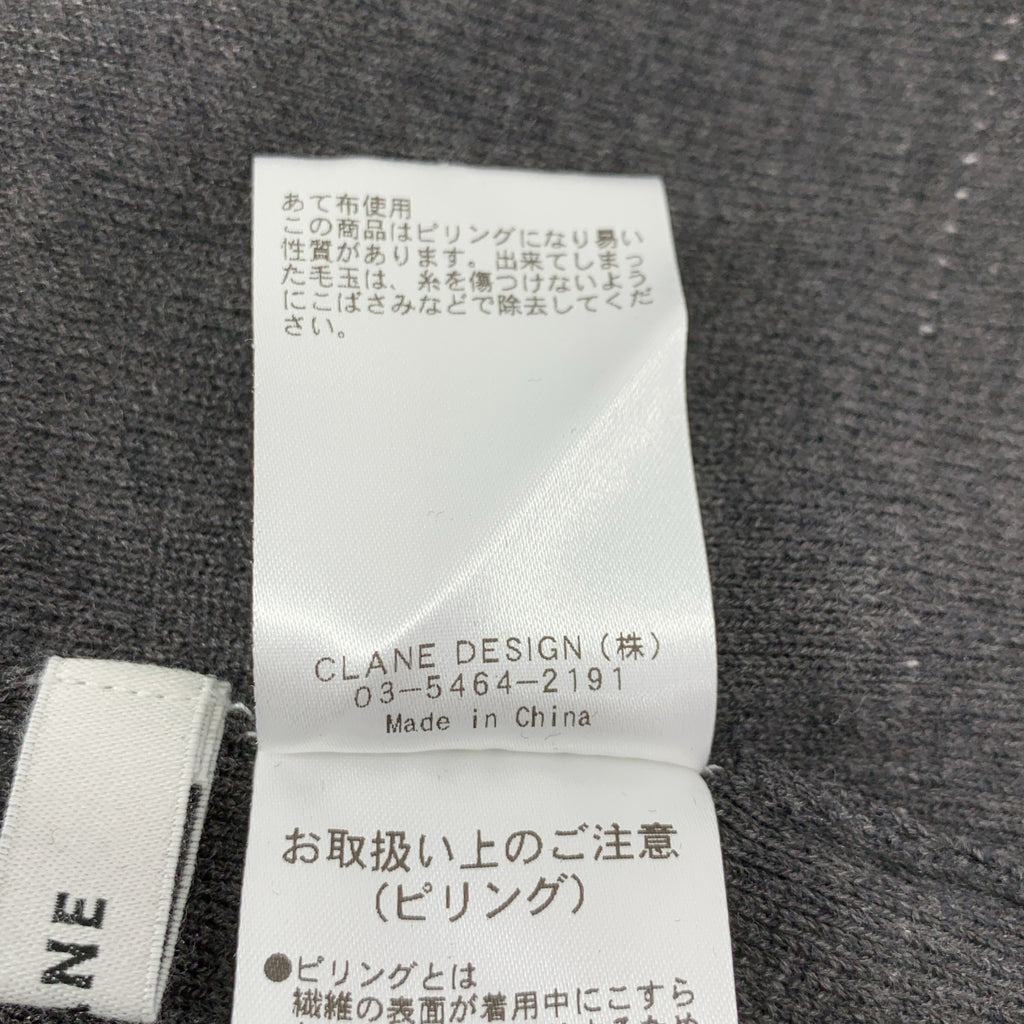 あて布使用
この商品はピリングになり易い
性質があります。出来てしまっ
た毛玉は、糸を傷つけないよう
にこばさみなどで除去してくだ
さい。
CLANE DESIGN(株)
03-5464-2191
Made in China
お取扱い上のご注意
(ピリング)
●ピリングとは
繊維の表面が着用中にこすら